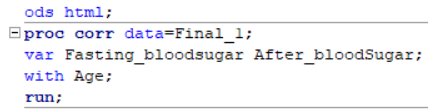 ods html;
proc corr data=Final_1;
var Fasting_bloodsugar After_bloodSugar;
with Age;
run;